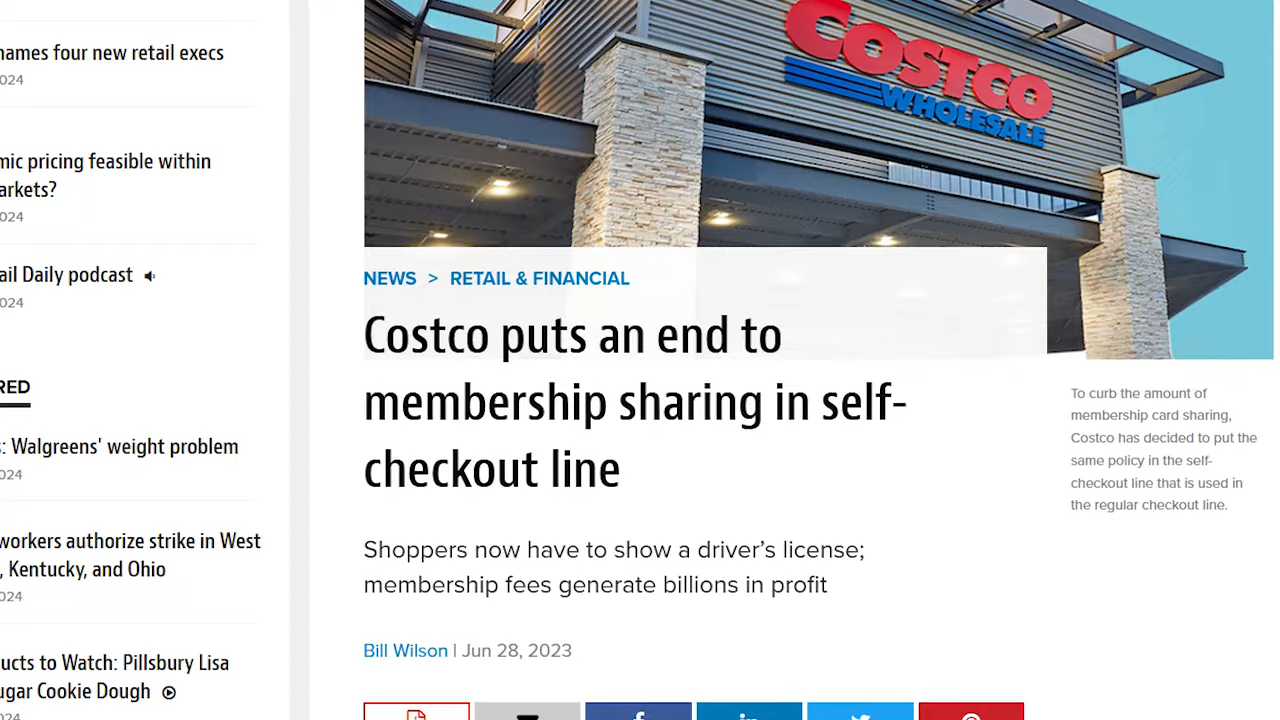 names four new retail execs
024
mic pricing feasible within
arkets?
024
ail Daily podcast
024
RED
s: Walgreens' weight problem
024
workers authorize strike in West
, Kentucky, and Ohio
024
ucts to Watch: Pillsbury Lisa
ugar Cookie Dough
024
COSTCO
WHOLESALE
NEWS > RETAIL & FINANCIAL
Costco puts an end to
membership sharing in self-
checkout line
Shoppers now have to show a driver's license;
membership fees generate billions in profit
Bill Wilson | Jun 28, 2023
To curb the amount of
membership card sharing,
Costco has decided to put the
same policy in the self-
checkout line that is used in
the regular checkout line.